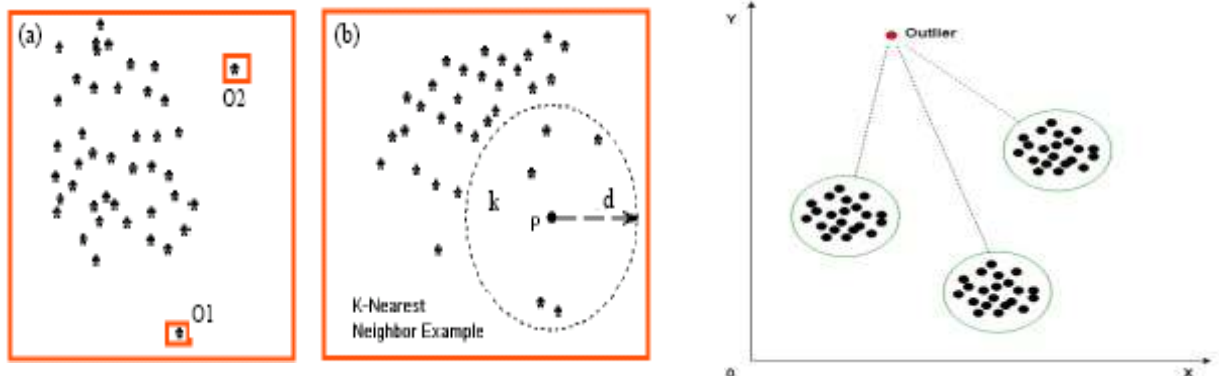 (a)
O2
O1
(b)
k
d
P
K-Nearest
Neighbor Example
Y
Outlier
0
X